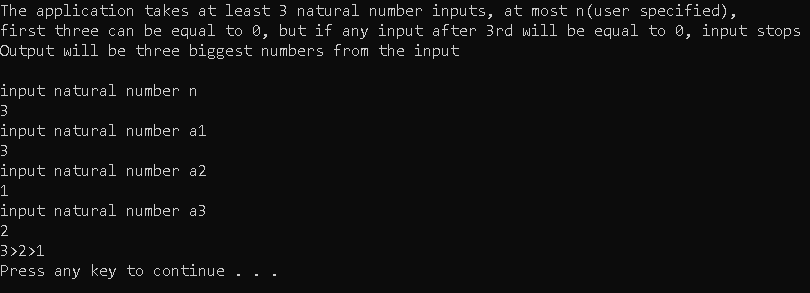 The application takes at least 3 natural number inputs, at most n(user specified),
first three can be equal to 0, but if any input after 3rd will be equal to 0, input stops
Output will be three biggest numbers from the input
input natural number n
3
input natural number a1
3
input natural number a2
1
input natural number a3
2
3>2>1
Press any key to continue . . .